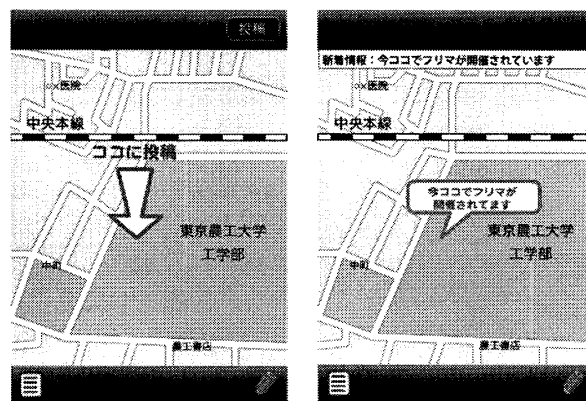 投稿
○×医院
中央本線
ココに投稿
東京農工大学
工学部
中町
農工書店
新着情報：今ココでフリマが開催されています
○×医院
中央本線
今ココでフリマが
開催されてます
東京農工大学
工学部
中町
農工書店